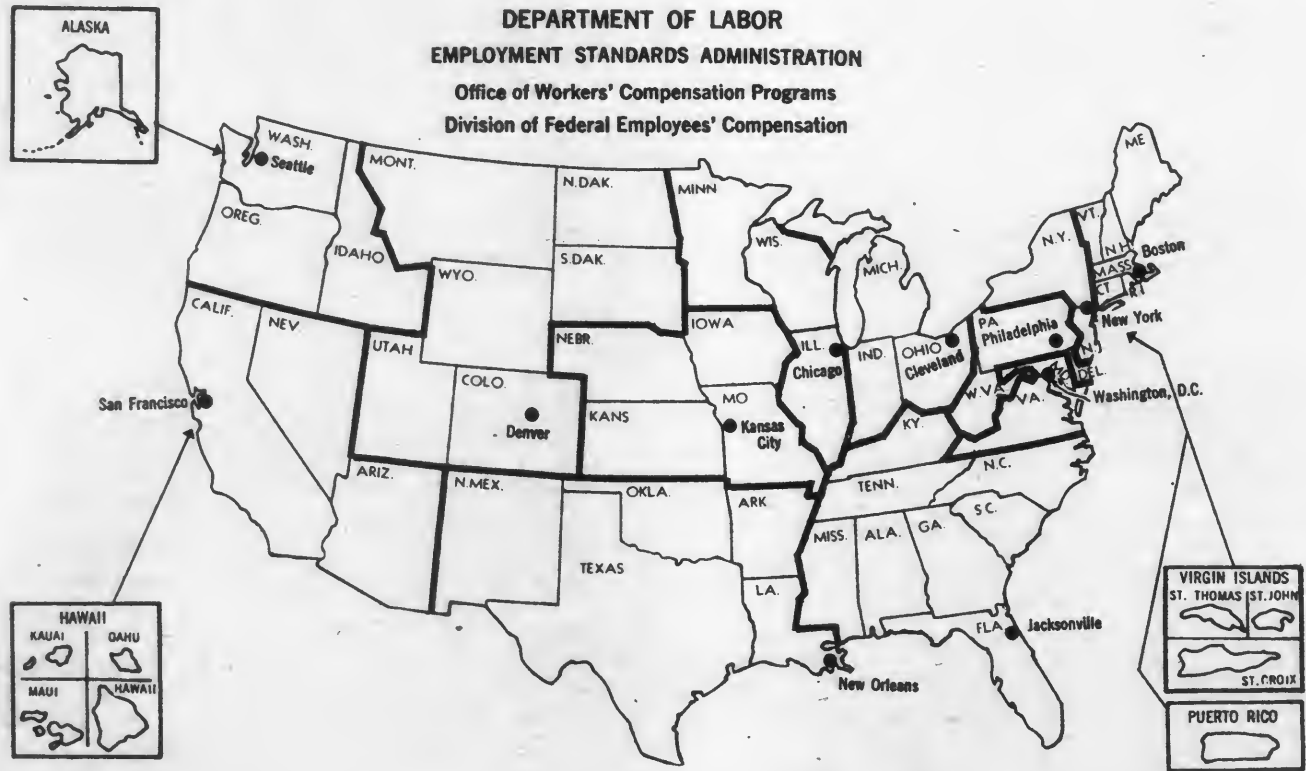 DEPARTMENT OF LABOR
EMPLOYMENT STANDARDS ADMINISTRATION
Office of Workers' Compensation Programs
Division of Federal Employees' Compensation
ALASKA
WASH.
Seattle
MONT.
N.DAK.
MINN
ME
OREG.
IDAHO
WYO.
S.DAK.
WIS.
MICH.
N.Y.
VT.
N.H.
Boston
MASS
CT
R.I.
New York
CALIF.
NEV.
UTAH
NEBR.
IOWA
ILL.
Chicago
IND.
OHIO
Cleveland
PA
Philadelphia
N.J.
DEL.
San Francisco
COLO.
Denver
KANS
MO
Kansas
City
KY.
W.VA
VA.
Washington, D.C.
ARIZ.
N.MEX.
OKLA.
ARK
TENN.
N.C.
S.C.
TEXAS
LA.
MISS.
ALA.
GA.
FLA.
Jacksonville
New Orleans
HAWAII
KAUAI
OAHU
MAUI
HAWAII
VIRGIN ISLANDS
ST. THOMAS
ST. JOHN
ST. CROIX
PUERTO RICO